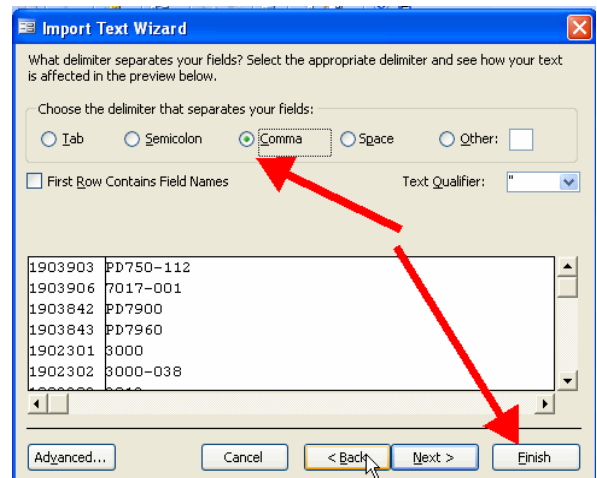 Import Text Wizard
What delimiter separates your fields? Select the appropriate delimiter and see how your text
is affected in the preview below.
Choose the delimiter that separates your fields:
Tab Semicolon Comma Space Other:
First Row Contains Field Names Text Qualifier: "
1903903 PD750-112
1903906 7017-001
1903842 PD7900
1903843 PD7960
1902301 3000
1902302 3000-038
Advanced... Cancel < Back Next > Finish